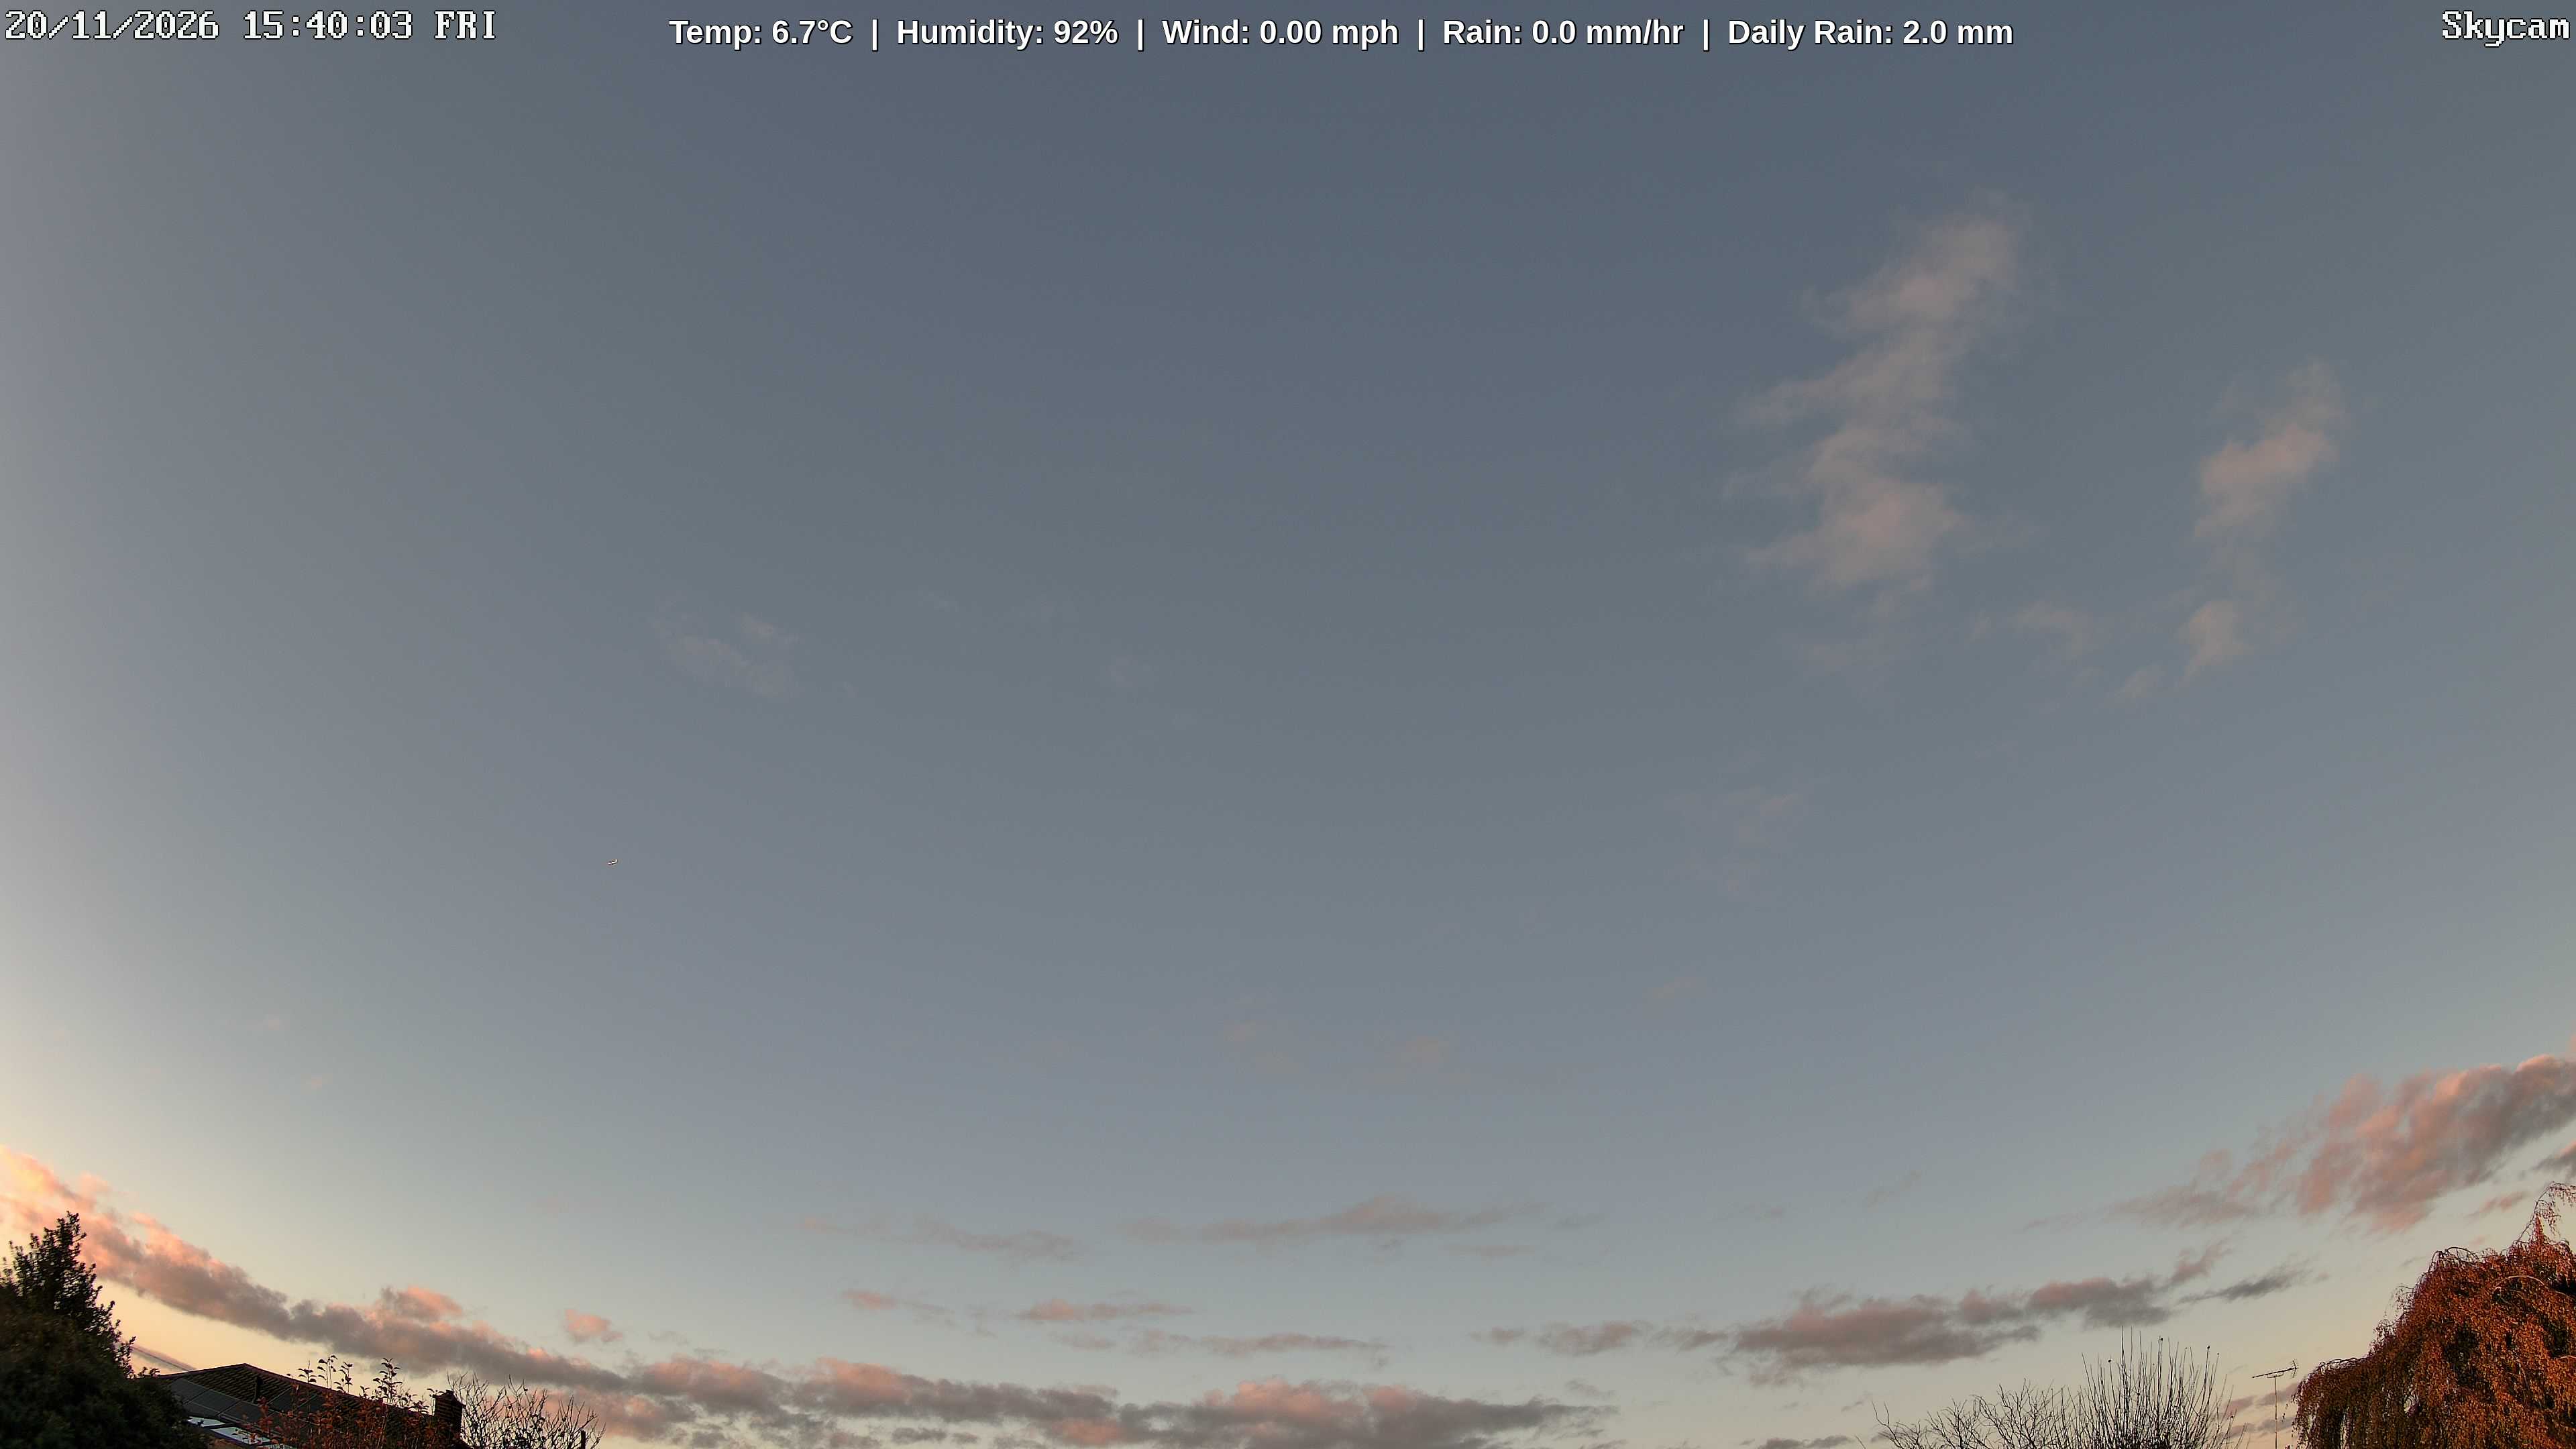 20/11/2026 15:40:03 FRI
Temp: 6.7°C | Humidity: 92% | Wind: 0.00 mph | Rain: 0.0 mm/hr | Daily Rain: 2.0 mm
Skycam